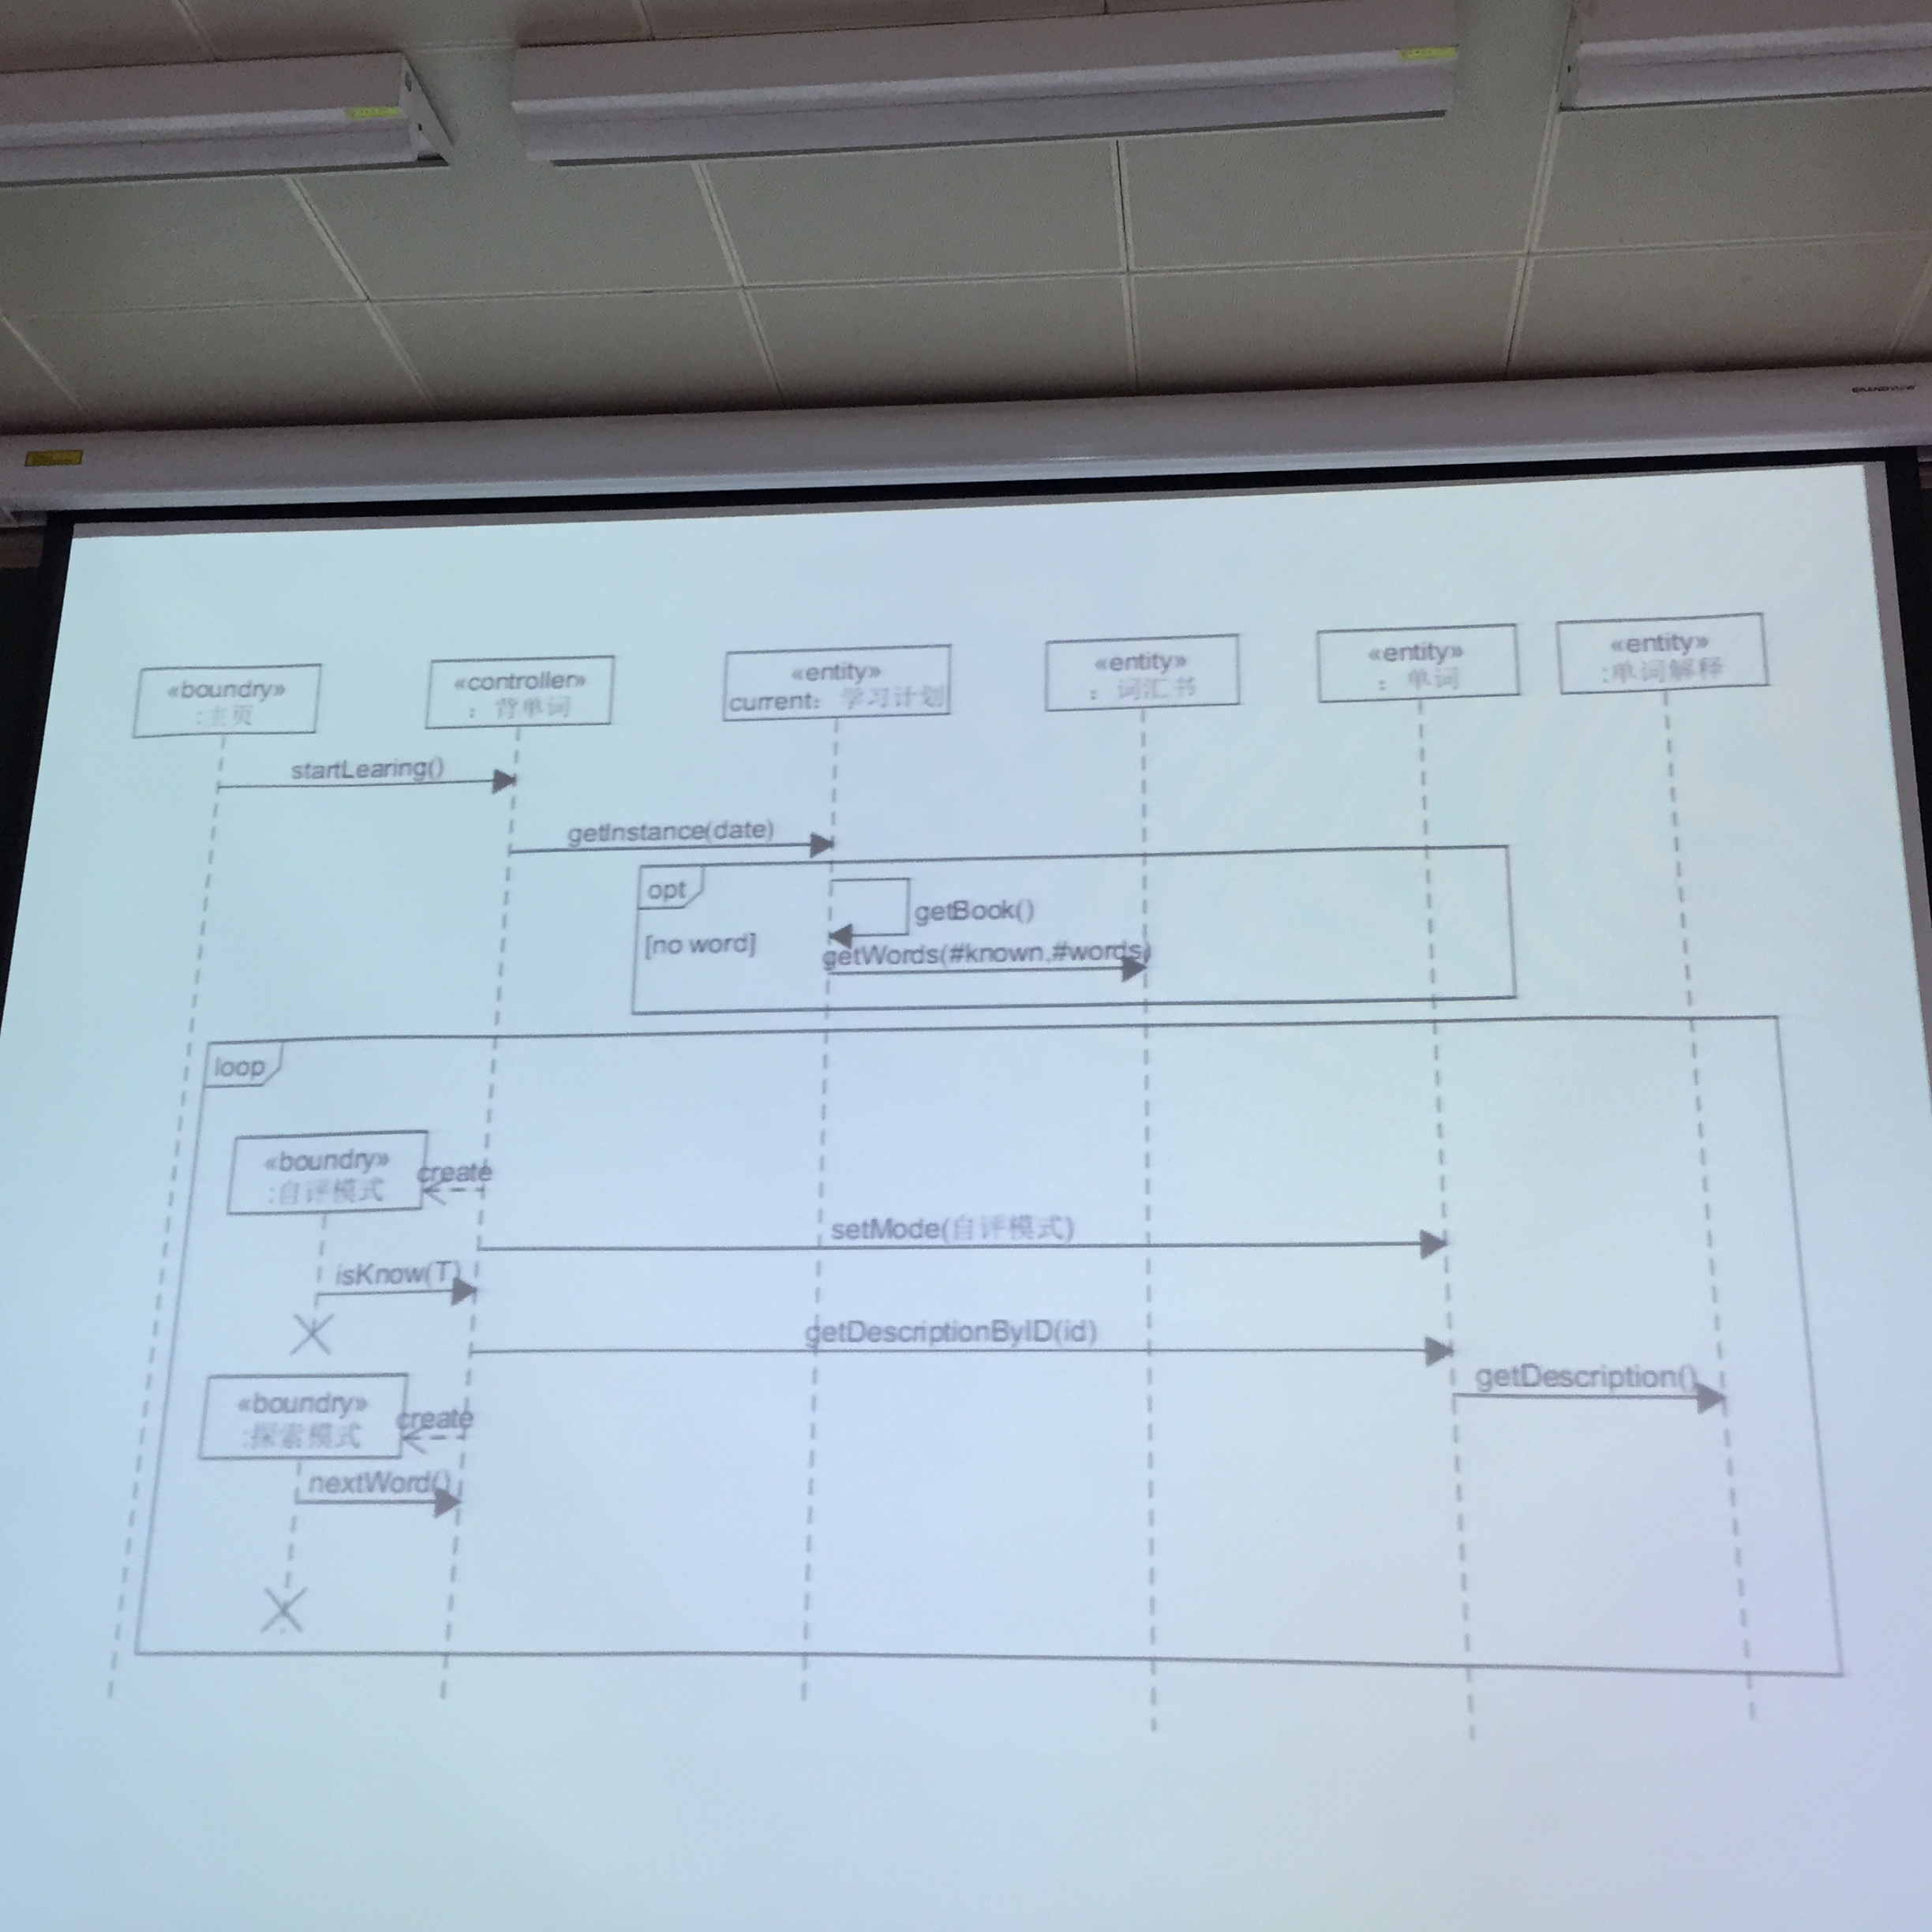 «boundry»
:主页
«controller»
：背单词
«entity»
current：学习计划
«entity»
：词汇书
«entity»
：单词
«entity»
:单词解释
startLearing()
getInstance(date)
opt
getBook()
[no word]
getWords(#known,#words)
loop
«boundry»
:自评模式
create
setMode(自评模式)
isKnow(T)
getDescriptionByID(id)
getDescription()
«boundry»
:探索模式
create
nextWord()